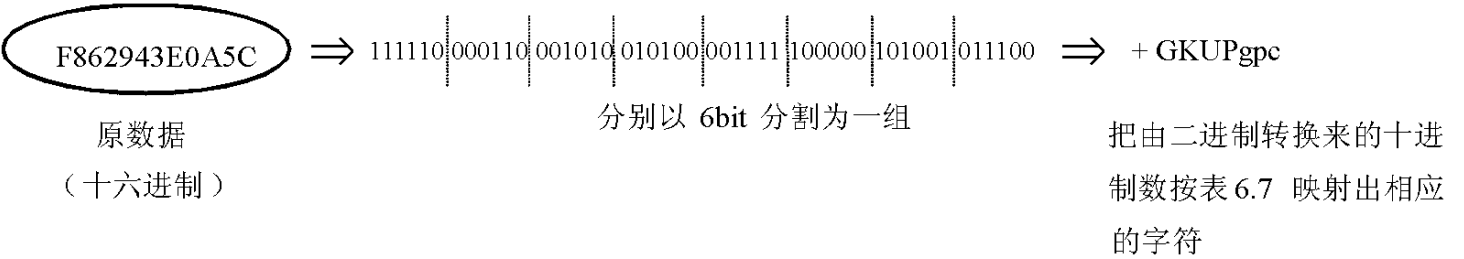 F862943E0A5C ⇒ 111110 000110 001010 010100 001111 100000 101001 011100 ⇒ + GKUPgpc
分别以 6bit 分割为一组
原数据
（十六进制）
把由二进制转换来的十进
制数按表6.7 映射出相应
的字符